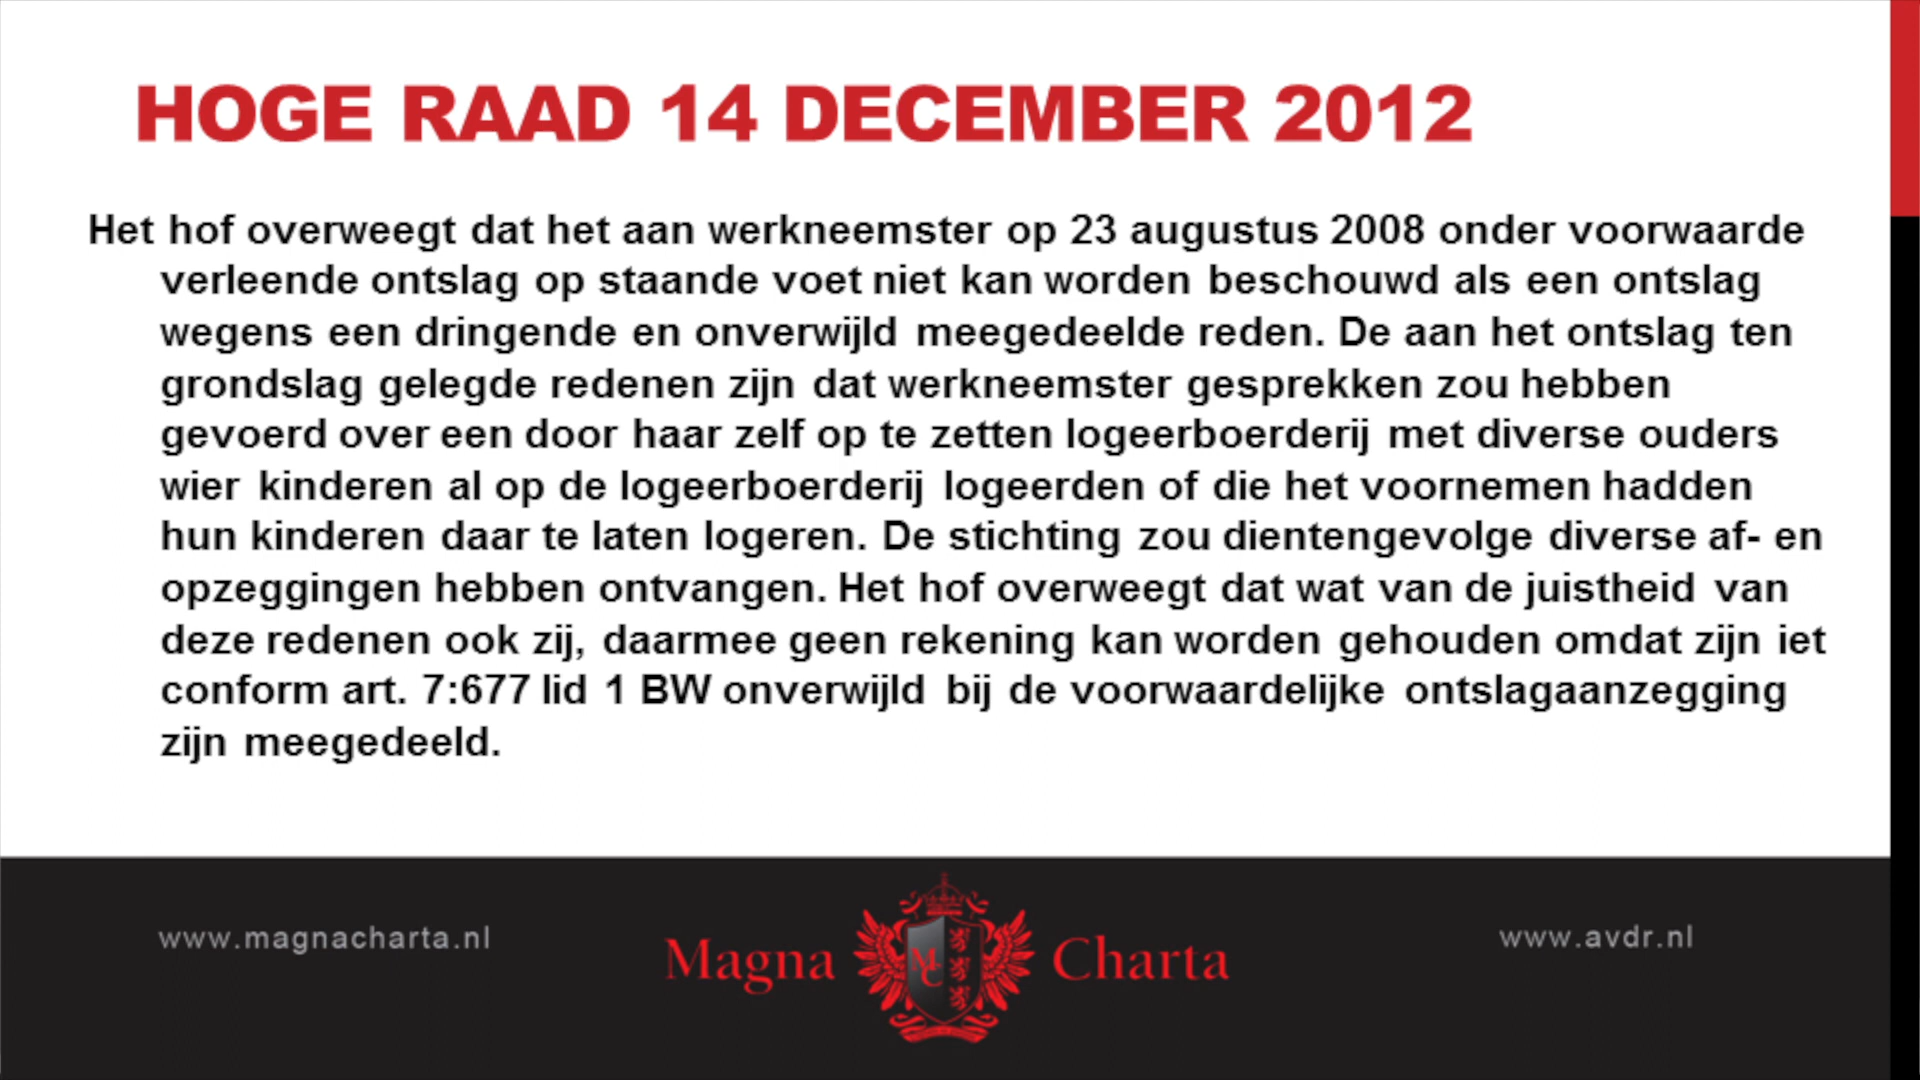 HOGE RAAD 14 DECEMBER 2012
Het hof overweegt dat het aan werkneemster op 23 augustus 2008 onder voorwaarde
verleende ontslag op staande voet niet kan worden beschouwd als een ontslag
wegens een dringende en onverwijld meegedeelde reden. De aan het ontslag ten
grondslag gelegde redenen zijn dat werkneemster gesprekken zou hebben
gevoerd over een door haar zelf op te zetten logeerboerderij met diverse ouders
wier kinderen al op de logeerboerderij logeerden of die het voornemen hadden
hun kinderen daar te laten logeren. De stichting zou dientengevolge diverse af- en
opzeggingen hebben ontvangen. Het hof overweegt dat wat van de juistheid van
deze redenen ook zij, daarmee geen rekening kan worden gehouden omdat zijn iet
conform art. 7:677 lid 1 BW onverwijld bij de voorwaardelijke ontslagaanzegging
zijn meegedeeld.
www.magnacharta.nl
Magna MC Charta
www.avdr.nl